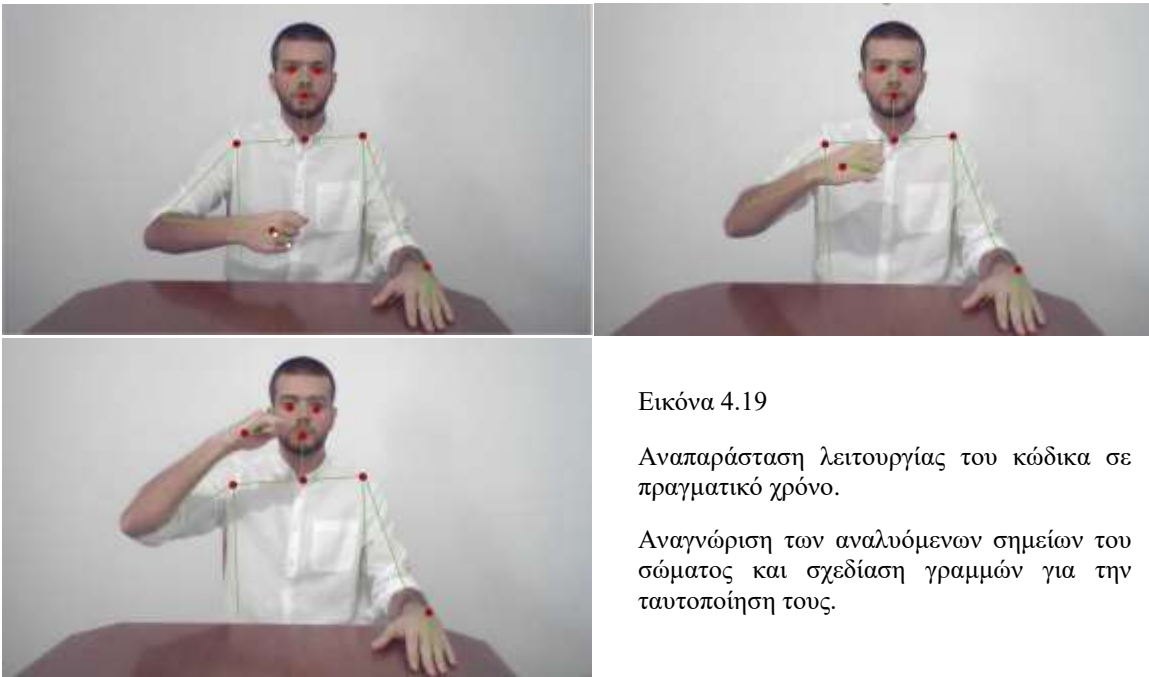 Εικόνα 4.19
Αναπαράσταση λειτουργίας του κώδικα σε
πραγματικό χρόνο.
Αναγνώριση των αναλυόμενων σημείων του
σώματος και σχεδίαση γραμμών για την
ταυτοποίηση τους.